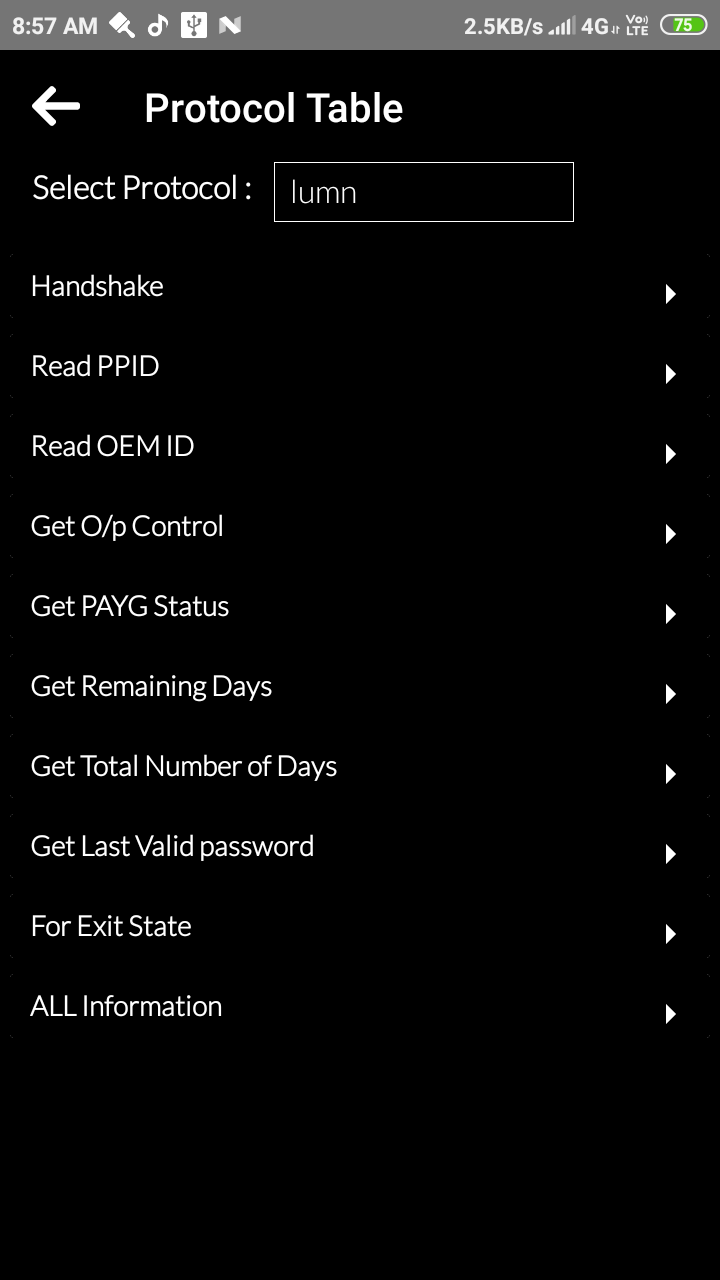 8:57 AM 2.5KB/s 4G Vo) LTE 75
Protocol Table
Select Protocol : lumn
Handshake
Read PPID
Read OEM ID
Get O/p Control
Get PAYG Status
Get Remaining Days
Get Total Number of Days
Get Last Valid password
For Exit State
ALL Information